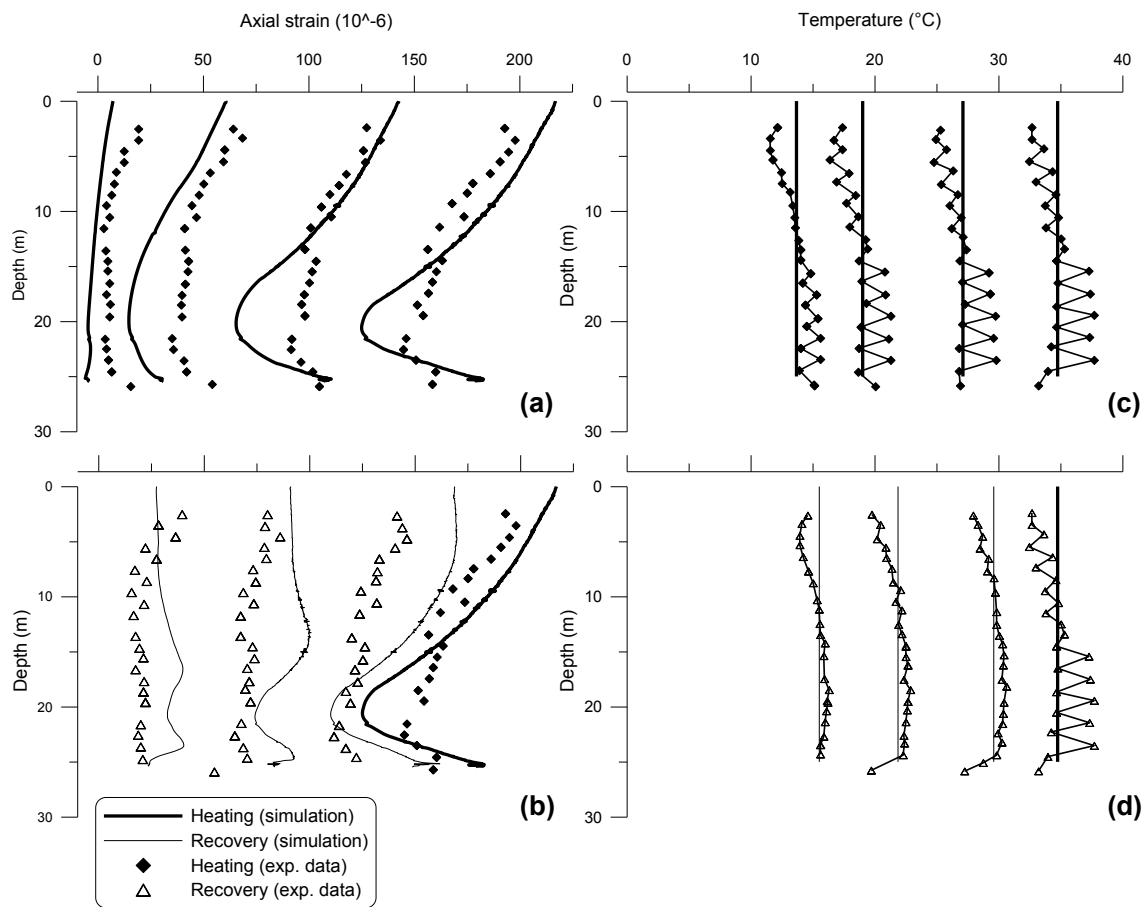 Axial strain (10^-6)
Temperature (°C)
0 50 100 150 200
0 10 20 30 40
0
10
20
30
Depth (m)
(a)
0
10
20
30
Depth (m)
(c)
0
10
20
30
Depth (m)
(b)
0
10
20
30
Depth (m)
(d)
Heating (simulation)
Recovery (simulation)
Heating (exp. data)
Recovery (exp. data)